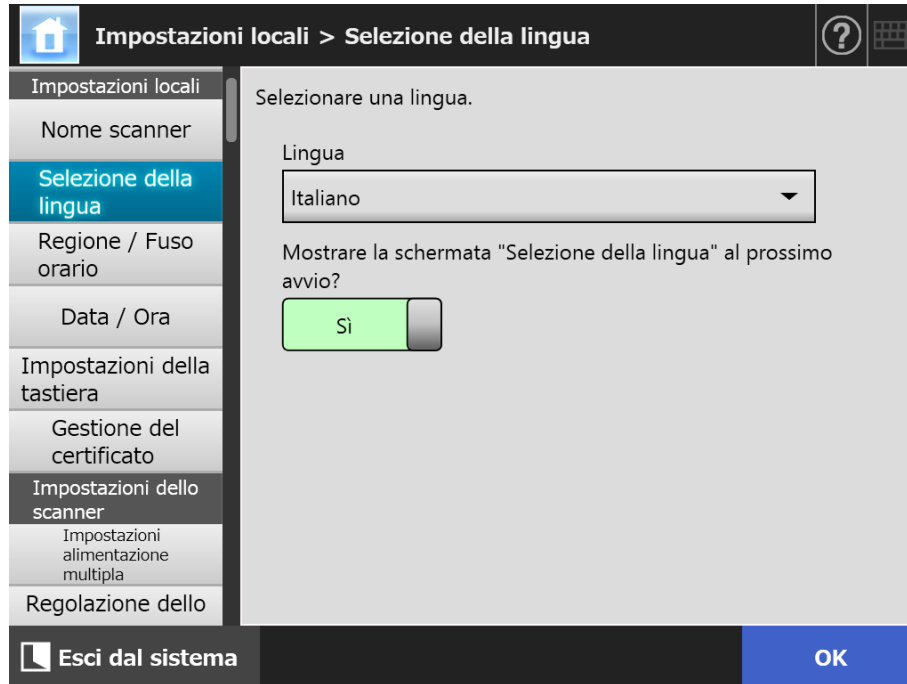 Impostazioni locali > Selezione della lingua
?
Impostazioni locali
Nome scanner
Selezione della
lingua
Regione / Fuso
orario
Data / Ora
Impostazioni della
tastiera
Gestione del
certificato
Impostazioni dello
scanner
Impostazioni
alimentazione
multipla
Regolazione dello
Selezionare una lingua.
Lingua
Italiano
Mostrare la schermata "Selezione della lingua" al prossimo
avvio?
Sì
Esci dal sistema
OK